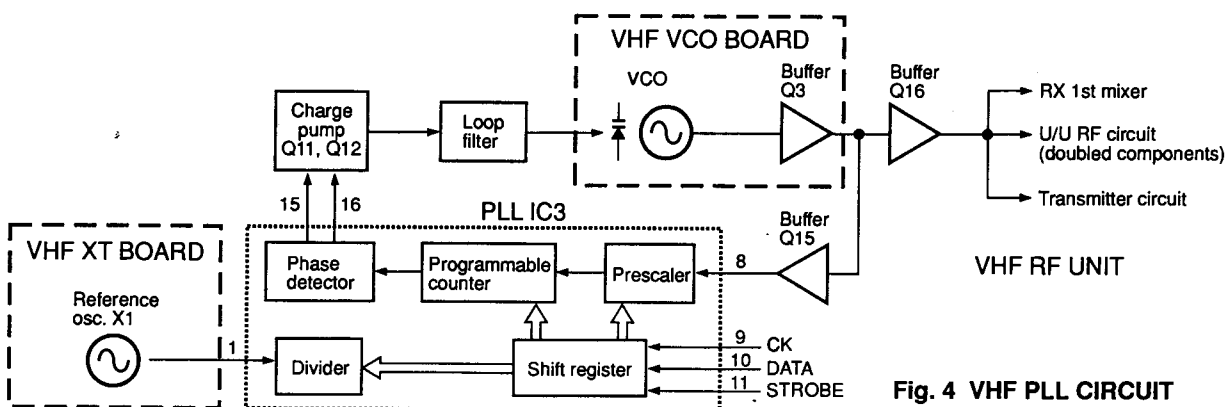 VHF VCO BOARD
VCO
Buffer
Q3
Buffer
Q16
Charge
pump
Q11, Q12
Loop
filter
RX 1st mixer
U/U RF circuit
(doubled components)
Transmitter circuit
15
16
PLL IC3
Buffer
Q15
VHF XT BOARD
Reference
osc. X1
Phase
detector
Programmable
counter
Prescaler
8
VHF RF UNIT
1
Divider
Shift register
9
CK
10
DATA
11
STROBE
Fig. 4 VHF PLL CIRCUIT